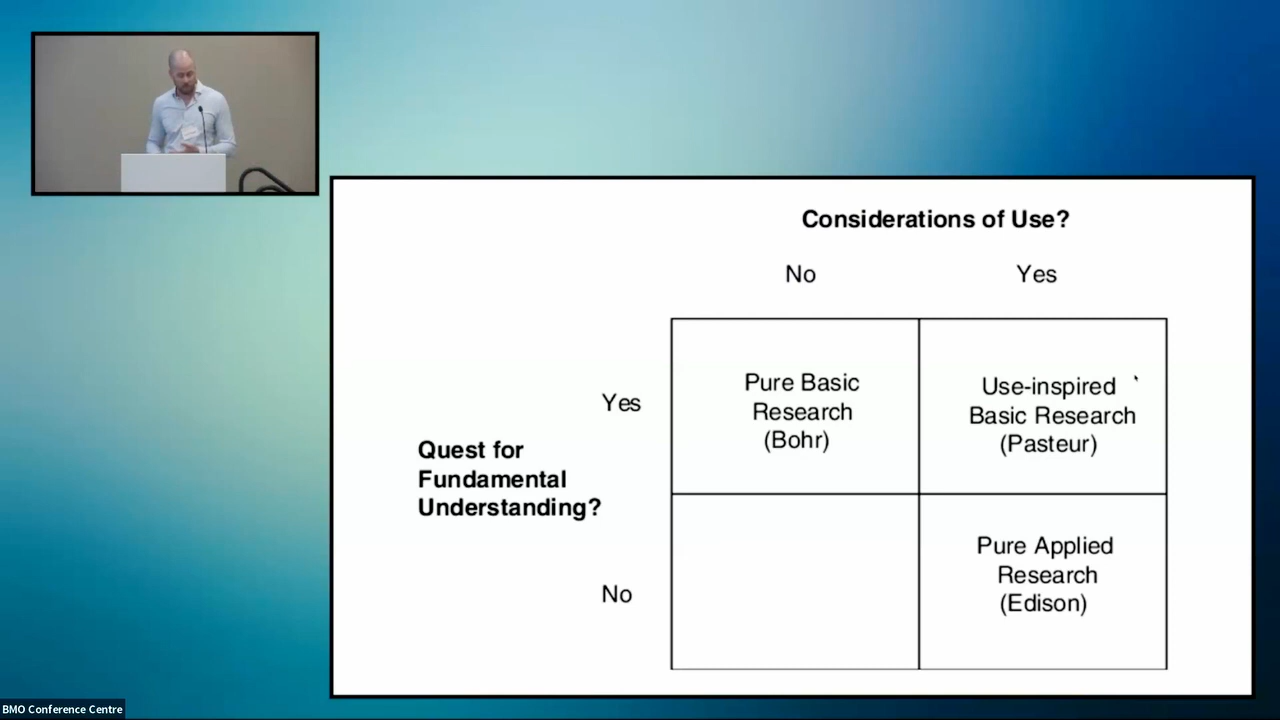 Considerations of Use?
No
Yes
Yes
Pure Basic
Research
(Bohr)
Use-inspired
Basic Research
(Pasteur)
Quest for
Fundamental
Understanding?
No
Pure Applied
Research
(Edison)
BMO Conference Centre